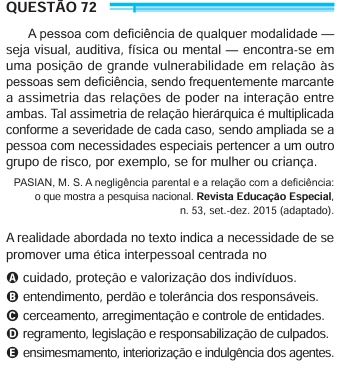 QUESTÃO 72
A pessoa com deficiência de qualquer modalidade —
seja visual, auditiva, física ou mental — encontra-se em
uma posição de grande vulnerabilidade em relação às
pessoas sem deficiência, sendo frequentemente marcante
a assimetria das relações de poder na interação entre
ambas. Tal assimetria de relação hierárquica é multiplicada
conforme a severidade de cada caso, sendo ampliada se a
pessoa com necessidades especiais pertencer a um outro
grupo de risco, por exemplo, se for mulher ou criança.
PASIAN, M. S. A negligência parental e a relação com a deficiência:
o que mostra a pesquisa nacional. Revista Educação Especial,
n. 53, set.-dez. 2015 (adaptado).
A realidade abordada no texto indica a necessidade de se
promover uma ética interpessoal centrada no
A cuidado, proteção e valorização dos indivíduos.
B entendimento, perdão e tolerância dos responsáveis.
C cerceamento, arregimentação e controle de entidades.
D regramento, legislação e responsabilização de culpados.
E ensimesmamento, interiorização e indulgência dos agentes.